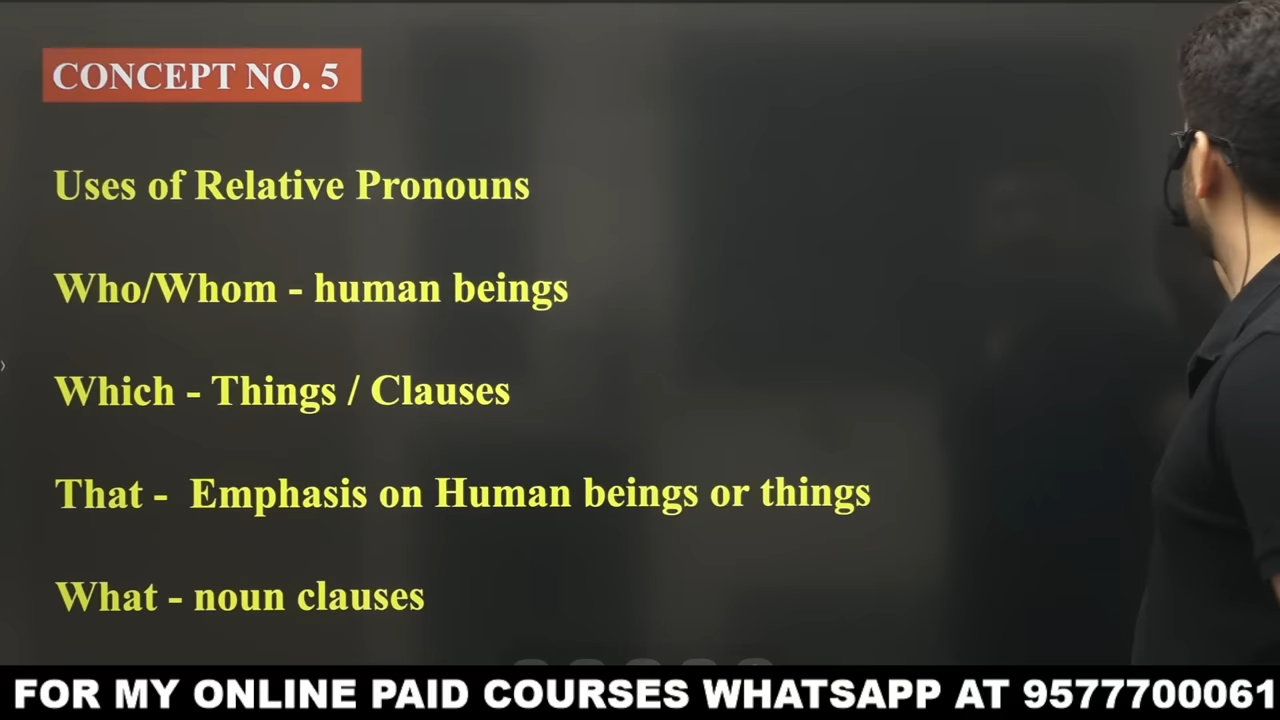 CONCEPT NO. 5
Uses of Relative Pronouns
Who/Whom - human beings
Which - Things / Clauses
That - Emphasis on Human beings or things
What - noun clauses
FOR MY ONLINE PAID COURSES WHATSAPP AT 9577700061